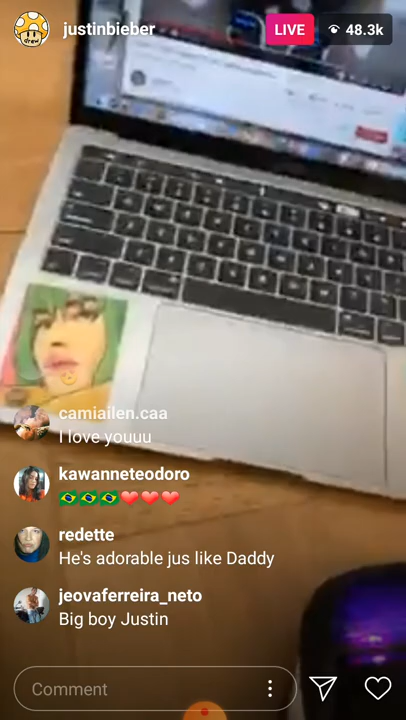 justinbieber
LIVE
48.3k
drew
camiailen.caa
I love youuu
kawanneteodoro
🇧🇷🇧🇷🇧🇷❤️❤️❤️
redette
He's adorable jus like Daddy
jeovaferreira_neto
Big boy Justin
Comment